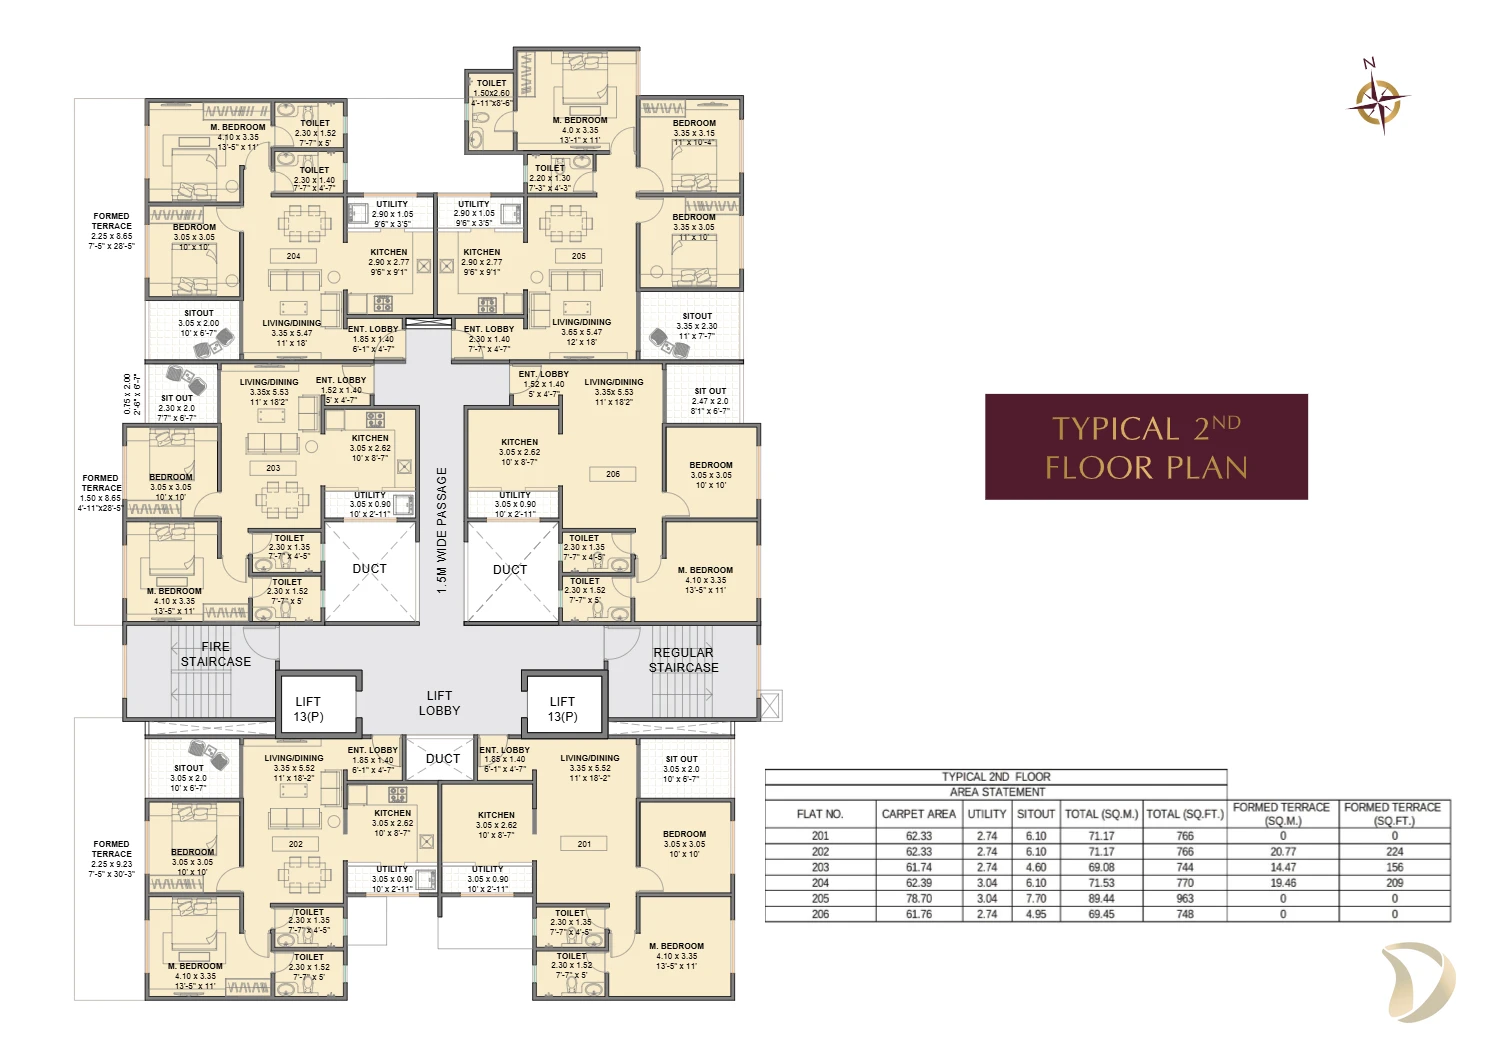 N
TYPICAL 2ND
FLOOR PLAN
TOILET
1.50x2.60
4'-11"x8'-6"
M. BEDROOM
4.0 x 3.35
13'-1" x 11'
BEDROOM
3.35 x 3.15
11' x 10'-4"
M. BEDROOM
4.10 x 3.35
13'-5" x 11'
TOILET
2.30 x 1.52
7'-7" x 5'
TOILET
2.30 x 1.40
7'-7" x 4'-7"
TOILET
2.20 x 1.30
7'-3" x 4'-3"
FORMED
TERRACE
2.25 x 8.65
7'-5" x 28'-5"
BEDROOM
3.05 x 3.05
10' x 10'
UTILITY
2.90 x 1.05
9'6" x 3'5"
UTILITY
2.90 x 1.05
9'6" x 3'5"
BEDROOM
3.35 x 3.05
11' x 10'
204
KITCHEN
2.90 x 2.77
9'6" x 9'1"
KITCHEN
2.90 x 2.77
9'6" x 9'1"
205
SITOUT
3.05 x 2.00
10' x 6'-7"
LIVING/DINING
3.35 x 5.47
11' x 18'
ENT. LOBBY
1.85 x 1.40
6'-1" x 4'-7"
ENT. LOBBY
2.30 x 1.40
7'-7" x 4'-7"
LIVING/DINING
3.65 x 5.47
12' x 18'
SITOUT
3.35 x 2.30
11' x 7'-7"
0.75 x 2.00
2'-6" x 6'-7"
SIT OUT
2.30 x 2.0
7'7" x 6'-7"
LIVING/DINING
3.35x 5.53
11' x 18'2"
ENT. LOBBY
1.52 x 1.40
5' x 4'-7"
ENT. LOBBY
1.52 x 1.40
5' x 4'-7"
LIVING/DINING
3.35x 5.53
11' x 18'2"
SIT OUT
2.47 x 2.0
8'1" x 6'-7"
KITCHEN
3.05 x 2.62
10' x 8'-7"
KITCHEN
3.05 x 2.62
10' x 8'-7"
203
206
FORMED
TERRACE
1.50 x 8.65
4'-11"x28'-5"
BEDROOM
3.05 x 3.05
10' x 10'
UTILITY
3.05 x 0.90
10' x 2'-11"
1.5M WIDE PASSAGE
UTILITY
3.05 x 0.90
10' x 2'-11"
BEDROOM
3.05 x 3.05
10' x 10'
TOILET
2.30 x 1.35
7'-7" x 4'-5"
DUCT
DUCT
TOILET
2.30 x 1.35
7'-7" x 4'-5"
M. BEDROOM
4.10 x 3.35
13'-5" x 11'
TOILET
2.30 x 1.52
7'-7" x 5'
TOILET
2.30 x 1.52
7'-7" x 5'
M. BEDROOM
4.10 x 3.35
13'-5" x 11'
FIRE
STAIRCASE
REGULAR
STAIRCASE
LIFT
13(P)
LIFT
LOBBY
LIFT
13(P)
SITOUT
3.05 x 2.0
10' x 6'-7"
LIVING/DINING
3.35 x 5.52
11' x 18'-2"
ENT. LOBBY
1.85 x 1.40
6'-1" x 4'-7"
DUCT
ENT. LOBBY
1.85 x 1.40
6'-1" x 4'-7"
LIVING/DINING
3.35 x 5.52
11' x 18'-2"
SIT OUT
3.05 x 2.0
10' x 6'-7"
KITCHEN
3.05 x 2.62
10' x 8'-7"
KITCHEN
3.05 x 2.62
10' x 8'-7"
202
201
FORMED
TERRACE
2.25 x 9.23
7'-5" x 30'-3"
BEDROOM
3.05 x 3.05
10' x 10'
UTILITY
3.05 x 0.90
10' x 2'-11"
UTILITY
3.05 x 0.90
10' x 2'-11"
BEDROOM
3.05 x 3.05
10' x 10'
TOILET
2.30 x 1.35
7'-7" x 4'-5"
TOILET
2.30 x 1.35
7'-7" x 4'-5"
M. BEDROOM
4.10 x 3.35
13'-5" x 11'
TOILET
2.30 x 1.52
7'-7" x 5'
TOILET
2.30 x 1.52
7'-7" x 5'
M. BEDROOM
4.10 x 3.35
13'-5" x 11'
TYPICAL 2ND FLOOR
AREA STATEMENT
FLAT NO. CARPET AREA UTILITY SITOUT TOTAL (SQ.M.) TOTAL (SQ.FT.) FORMED TERRACE (SQ.M.) FORMED TERRACE (SQ.FT.)
201 62.33 2.74 6.10 71.17 766 0 0
202 62.33 2.74 6.10 71.17 766 20.77 224
203 61.74 2.74 4.60 69.08 744 14.47 156
204 62.39 3.04 6.10 71.53 770 19.46 209
205 78.70 3.04 7.70 89.44 963 0 0
206 61.76 2.74 4.95 69.45 748 0 0